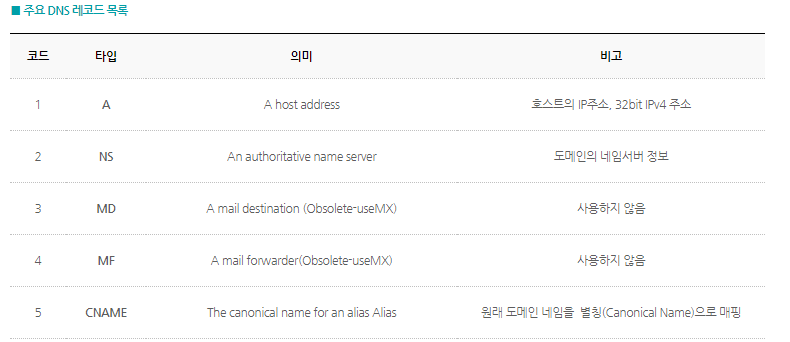 ■ 주요 DNS 레코드 목록
코드 타입 의미 비고
1 A A host address 호스트의 IP주소, 32bit IPv4 주소
2 NS An authoritative name server 도메인의 네임서버 정보
3 MD A mail destination (Obsolete-useMX) 사용하지 않음
4 MF A mail forwarder(Obsolete-useMX) 사용하지 않음
5 CNAME The canonical name for an alias Alias 원래 도메인 네임을 별칭(Canonical Name)으로 매핑